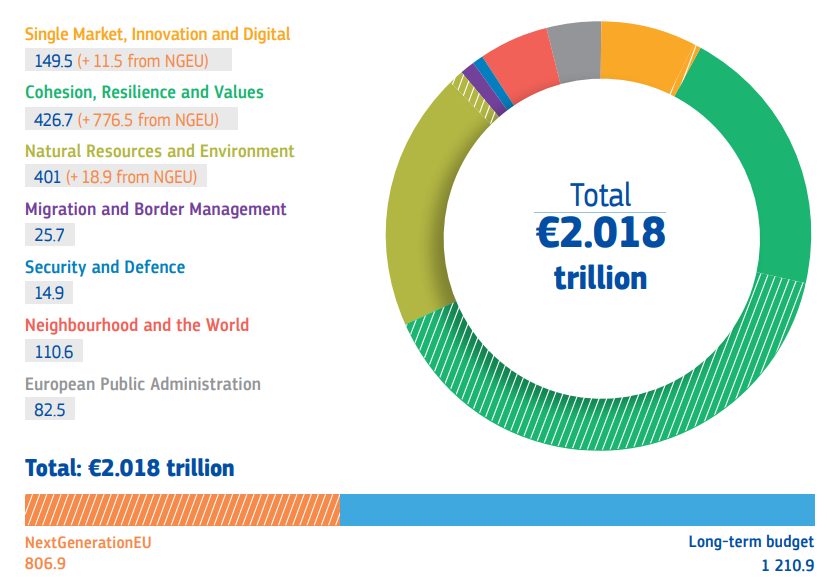 Single Market, Innovation and Digital
149.5 (+ 11.5 from NGEU)
Cohesion, Resilience and Values
426.7 (+ 776.5 from NGEU)
Natural Resources and Environment
401 (+ 18.9 from NGEU)
Migration and Border Management
25.7
Security and Defence
14.9
Neighbourhood and the World
110.6
European Public Administration
82.5
Total
€2.018
trillion
Total: €2.018 trillion
NextGenerationEU
806.9
Long-term budget
1 210.9